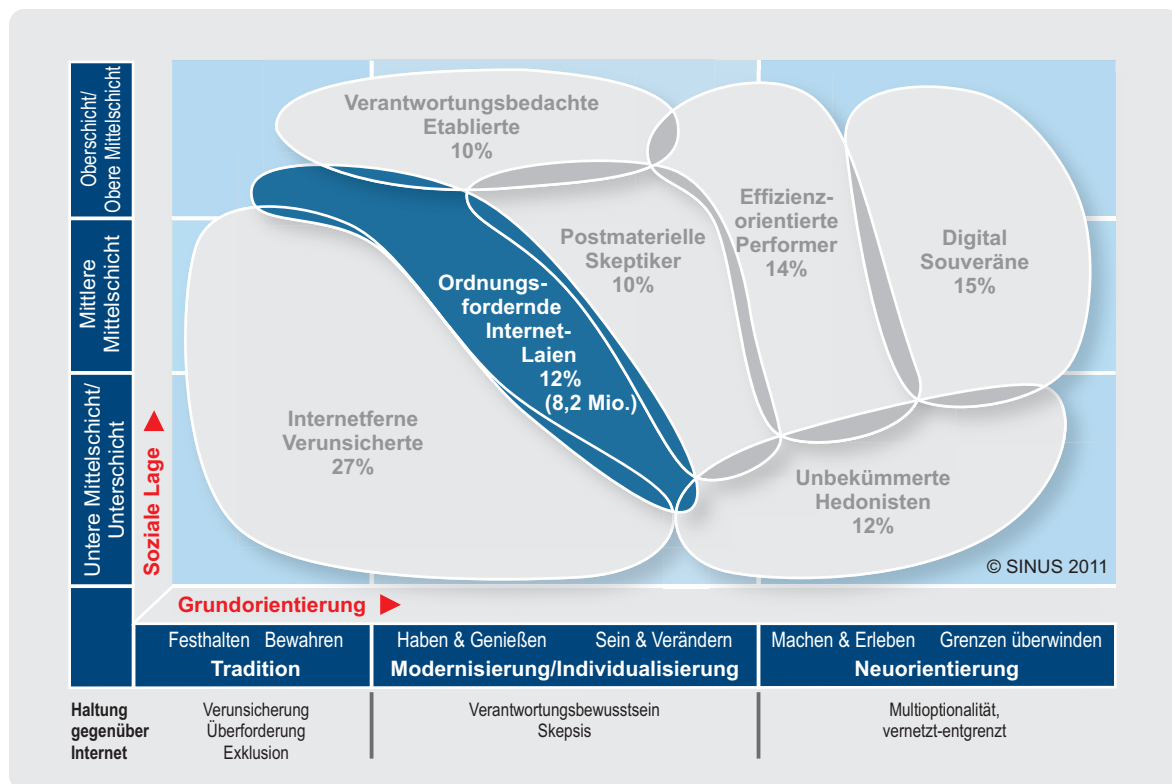 Oberschicht/
Obere Mittelschicht
Mittlere
Mittelschicht
Untere Mittelschicht/
Unterschicht
Soziale Lage
Verantwortungsbedachte
Etablierte
10%
Effizienz-
orientierte
Performer
14%
Postmaterielle
Skeptiker
10%
Digital
Souveräne
15%
Ordnungs-
fordernde
Internet-
Laien
12%
(8,2 Mio.)
Internetferne
Verunsicherte
27%
Unbekümmerte
Hedonisten
12%
© SINUS 2011
Grundorientierung
Festhalten Bewahren
Tradition
Haben & Genießen Sein & Verändern
Modernisierung/Individualisierung
Machen & Erleben Grenzen überwinden
Neuorientierung
Haltung
gegenüber
Internet
Verunsicherung
Überforderung
Exklusion
Verantwortungsbewusstsein
Skepsis
Multioptionalität,
vernetzt-entgrenzt